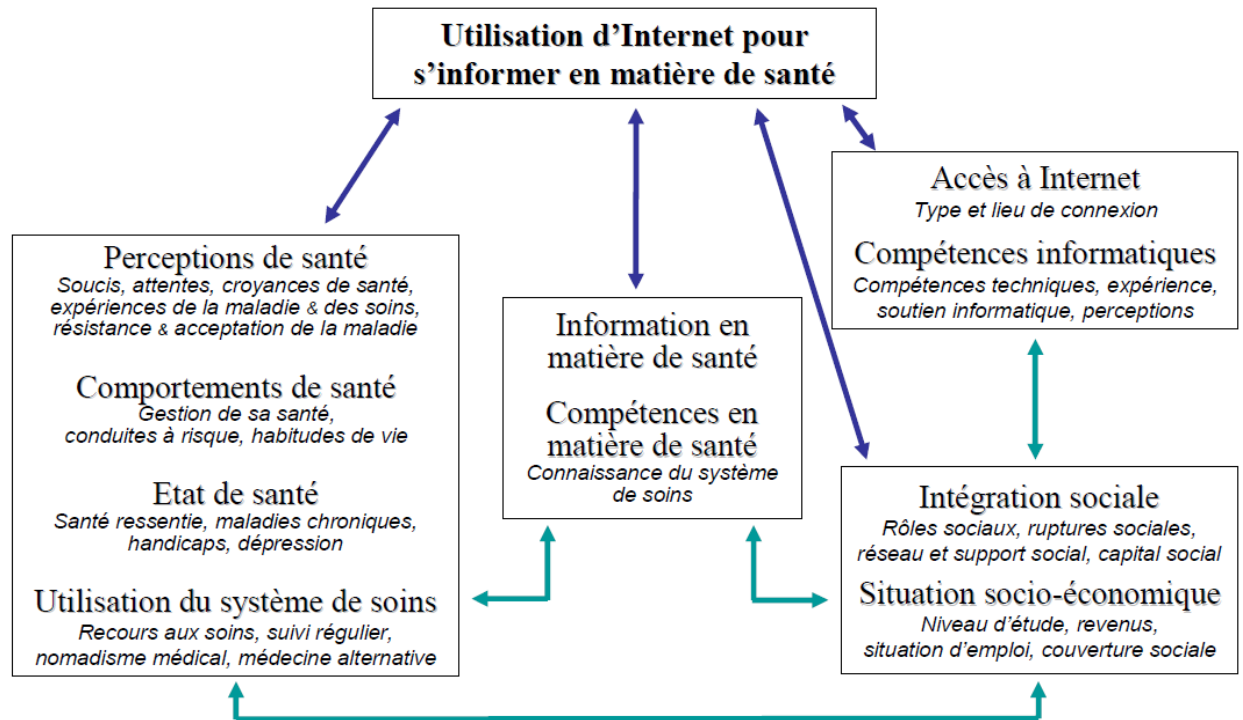 Utilisation d’Internet pour
s’informer en matière de santé
Accès à Internet
Type et lieu de connexion
Compétences informatiques
Compétences techniques, expérience,
soutien informatique, perceptions
Perceptions de santé
Soucis, attentes, croyances de santé,
expériences de la maladie & des soins,
résistance & acceptation de la maladie
Comportements de santé
Gestion de sa santé,
conduites à risque, habitudes de vie
Etat de santé
Santé ressentie, maladies chroniques,
handicaps, dépression
Utilisation du système de soins
Recours aux soins, suivi régulier,
nomadisme médical, médecine alternative
Information en
matière de santé
Compétences en
matière de santé
Connaissance du système
de soins
Intégration sociale
Rôles sociaux, ruptures sociales,
réseau et support social, capital social
Situation socio-économique
Niveau d’étude, revenus,
situation d’emploi, couverture sociale